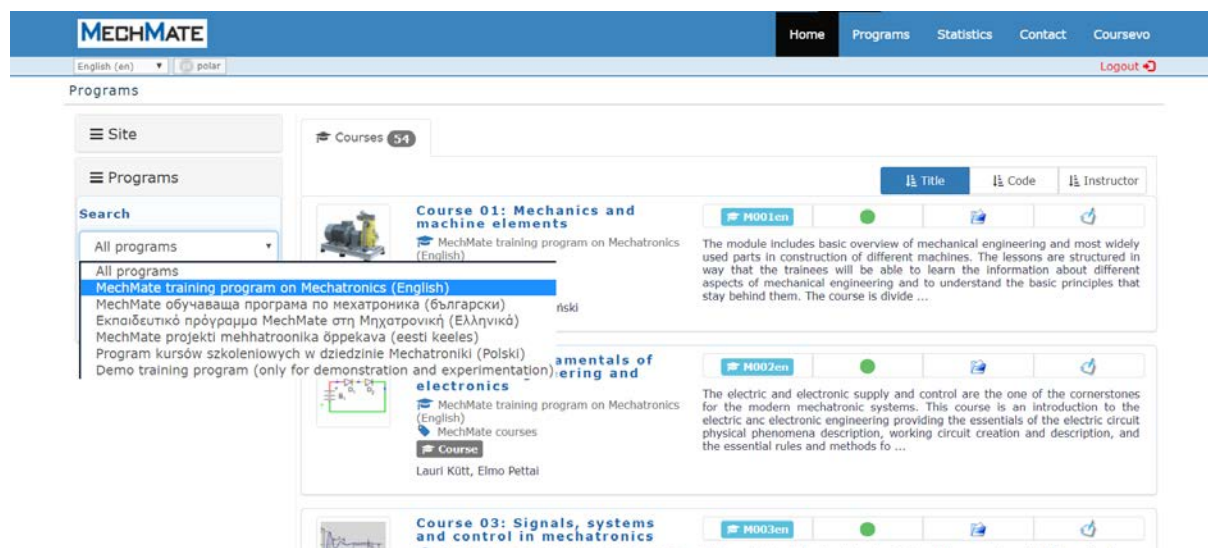 MECHMATE
Home Programs Statistics Contact Coursevo
English (en) polar Logout
Programs
Site
Programs
Search
All programs
All programs
MechMate training program on Mechatronics (English)
MechMate обучаваща програма по мехатроника (български)
Εκπαιδευτικό πρόγραμμα MechMate στη Μηχατρονική (Ελληνικά)
MechMate projekti mehhatroonika õppekava (eesti keeles)
Program kursów szkoleniowych w dziedzinie Mechatroniki (Polski)
Demo training program (only for demonstration and experimentation)
Courses 54
Title Code Instructor
Course 01: Mechanics and
machine elements
MechMate training program on Mechatronics
(English)
ński
M001en
The module includes basic overview of mechanical engineering and most widely
used parts in construction of different machines. The lessons are structured in
way that the trainees will be able to learn the information about different
aspects of mechanical engineering and to understand the basic principles that
stay behind them. The course is divide ...
amentals of
ering and
electronics
MechMate training program on Mechatronics
(English)
MechMate courses
Course
Lauri Kütt, Elmo Pettai
M002en
The electric and electronic supply and control are the one of the cornerstones
for the modern mechatronic systems. This course is an introduction to the
electric anc electronic engineering providing the essentials of the electric circuit
physical phenomena description, working circuit creation and description, and
the essential rules and methods fo ...
Course 03: Signals, systems
and control in mechatronics
M003en